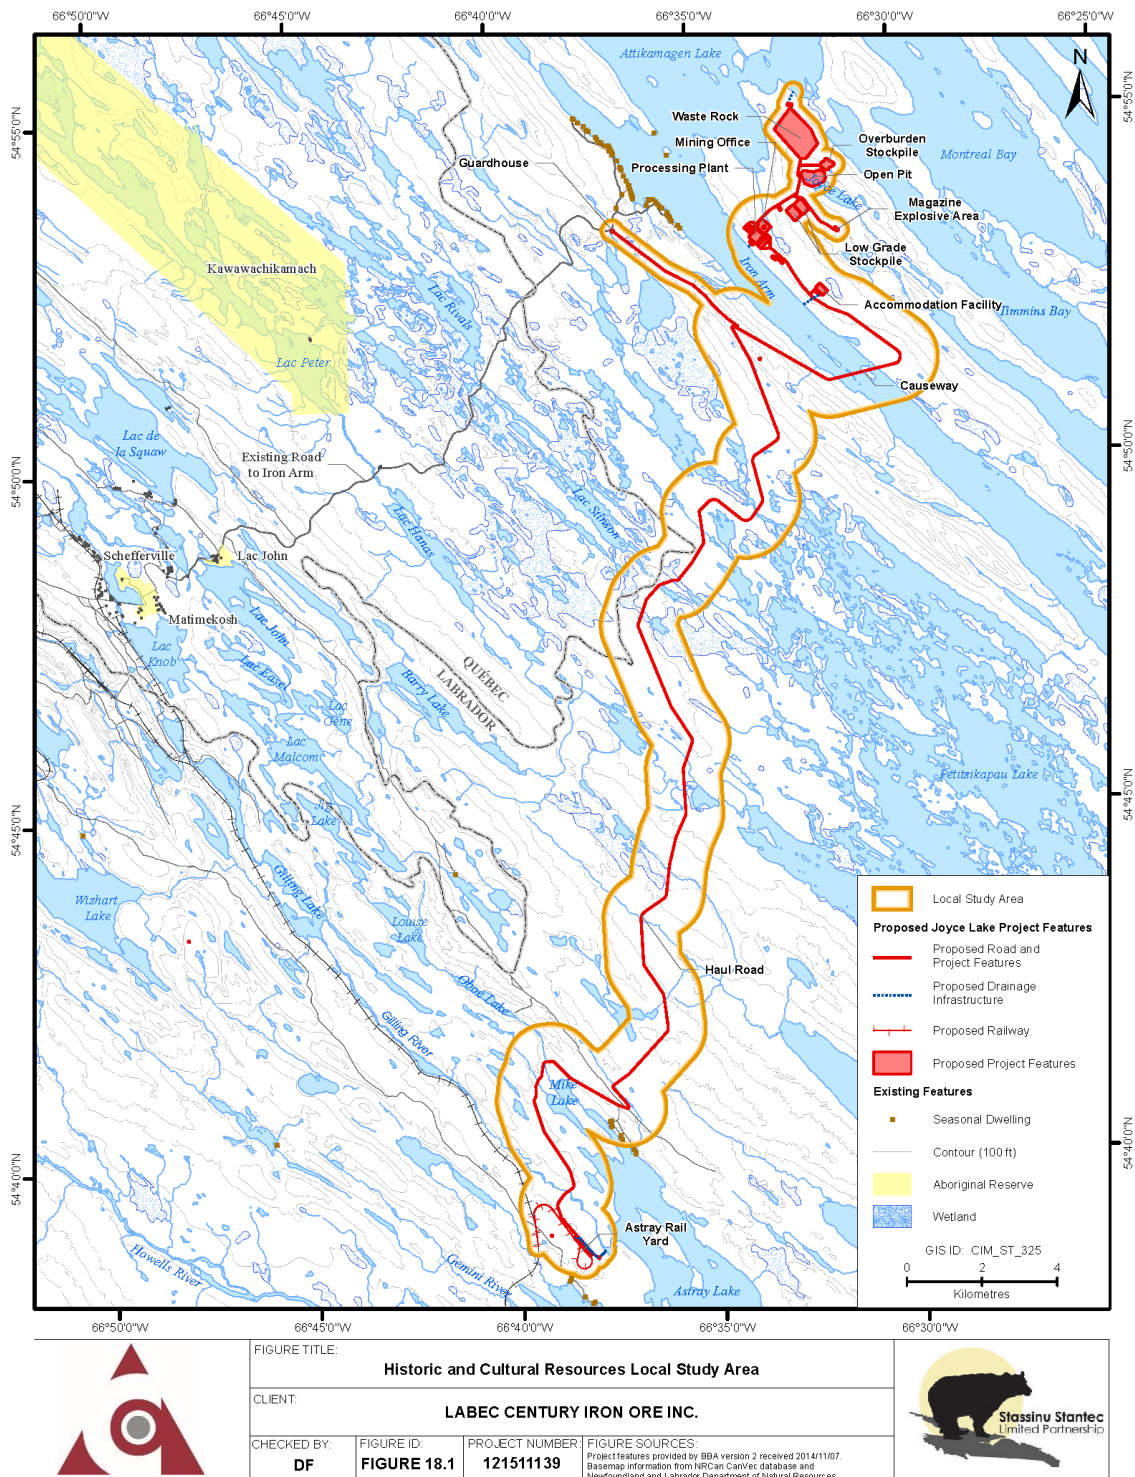 66°50'0"W 66°45'0"W 66°40'0"W 66°35'0"W 66°30'0"W 66°25'0"W
54°55'0"N
54°55'0"N
54°50'0"N
54°50'0"N
54°45'0"N
54°45'0"N
54°40'0"N
54°40'0"N
N
Attikamagen Lake
Waste Rock
Mining Office
Processing Plant
Guardhouse
Overburden
Stockpile
Open Pit
Joyce Lake
Magazine
Explosive Area
Low Grade
Stockpile
Montreal Bay
Iron Arm
Accommodation Facility
Timmins Bay
Causeway
Kawawachikamach
Lac Rivals
Lac Peter
Lac de
la Squaw
Existing Road
to Iron Arm
Lac Hanas
Lac Stinson
Schefferville
Lac John
Matimekosh
Lac John
Lac
Knob
Lac Easel
Lac
Gene
Barry Lake
QUÉBEC
LABRADOR
Lac
Malcom
Jig
Lake
Petitsikapau Lake
Wishart
Lake
Gilling Lake
Louise
Lake
Oboe Lake
Haul Road
Gilling River
Mike
Lake
Astray Rail
Yard
Howells River
Gemini River
Astray Lake
Local Study Area
Proposed Joyce Lake Project Features
Proposed Road and
Project Features
Proposed Drainage
Infrastructure
Proposed Railway
Proposed Project Features
Existing Features
Seasonal Dwelling
Contour (100 ft)
Aboriginal Reserve
Wetland
GIS ID: CIM_ST_325
0 2 4
Kilometres
66°50'0"W 66°45'0"W 66°40'0"W 66°35'0"W 66°30'0"W
FIGURE TITLE:
Historic and Cultural Resources Local Study Area
CLIENT:
LABEC CENTURY IRON ORE INC.
CHECKED BY:
DF
FIGURE ID:
FIGURE 18.1
PROJECT NUMBER:
121511139
FIGURE SOURCES:
Project features provided by BBA version 2 received 2014/11/07.
Basemap information from NRCan CanVec database and
Newfoundland and Labrador Department of Natural Resources
Stassinu Stantec
Limited Partnership